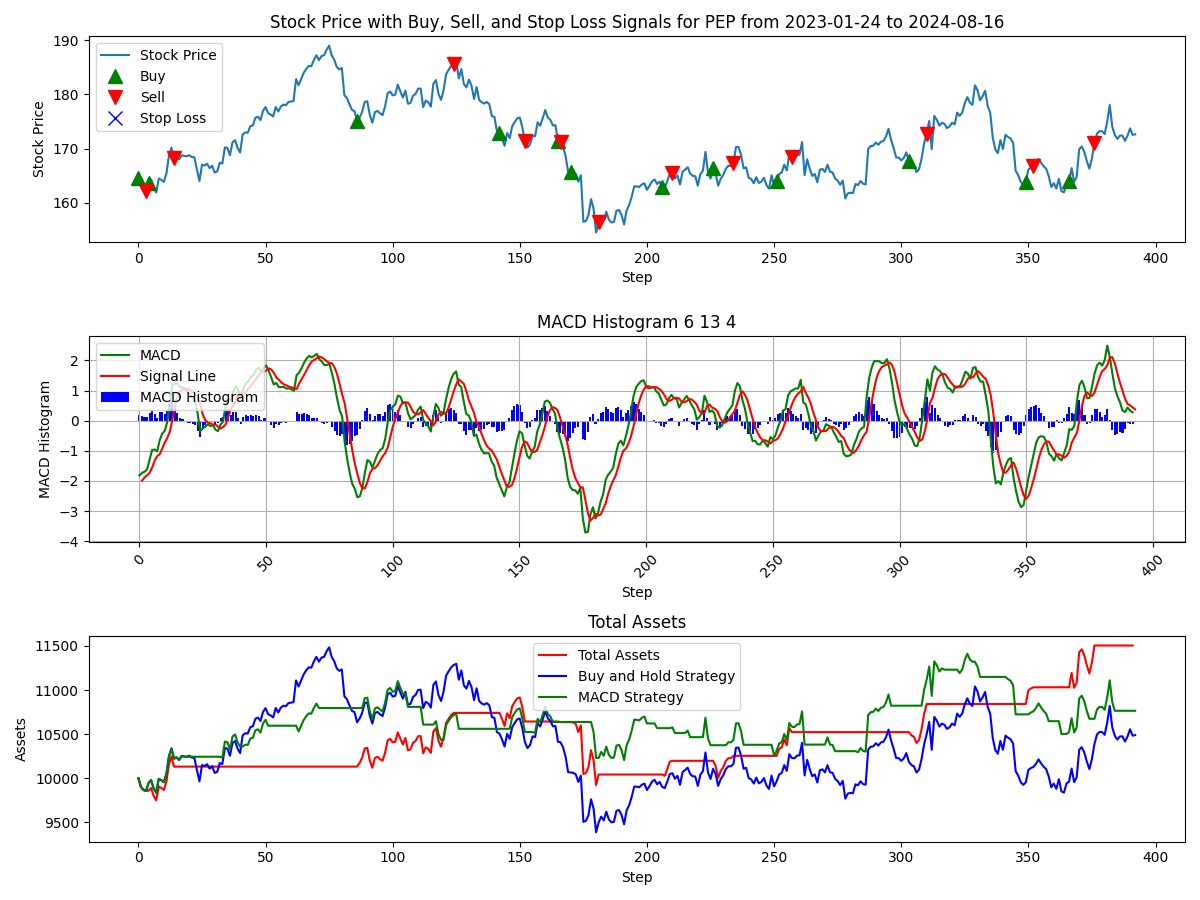 Stock Price with Buy, Sell, and Stop Loss Signals for PEP from 2023-01-24 to 2024-08-16
Stock Price
190
180
170
160
Stock Price
Buy
Sell
Stop Loss
0 50 100 150 200 250 300 350 400
Step
MACD Histogram 6 13 4
MACD Histogram
2
1
0
−1
−2
−3
−4
MACD
Signal Line
MACD Histogram
0 50 100 150 200 250 300 350 400
Step
Total Assets
Assets
11500
11000
10500
10000
9500
Total Assets
Buy and Hold Strategy
MACD Strategy
0 50 100 150 200 250 300 350 400
Step